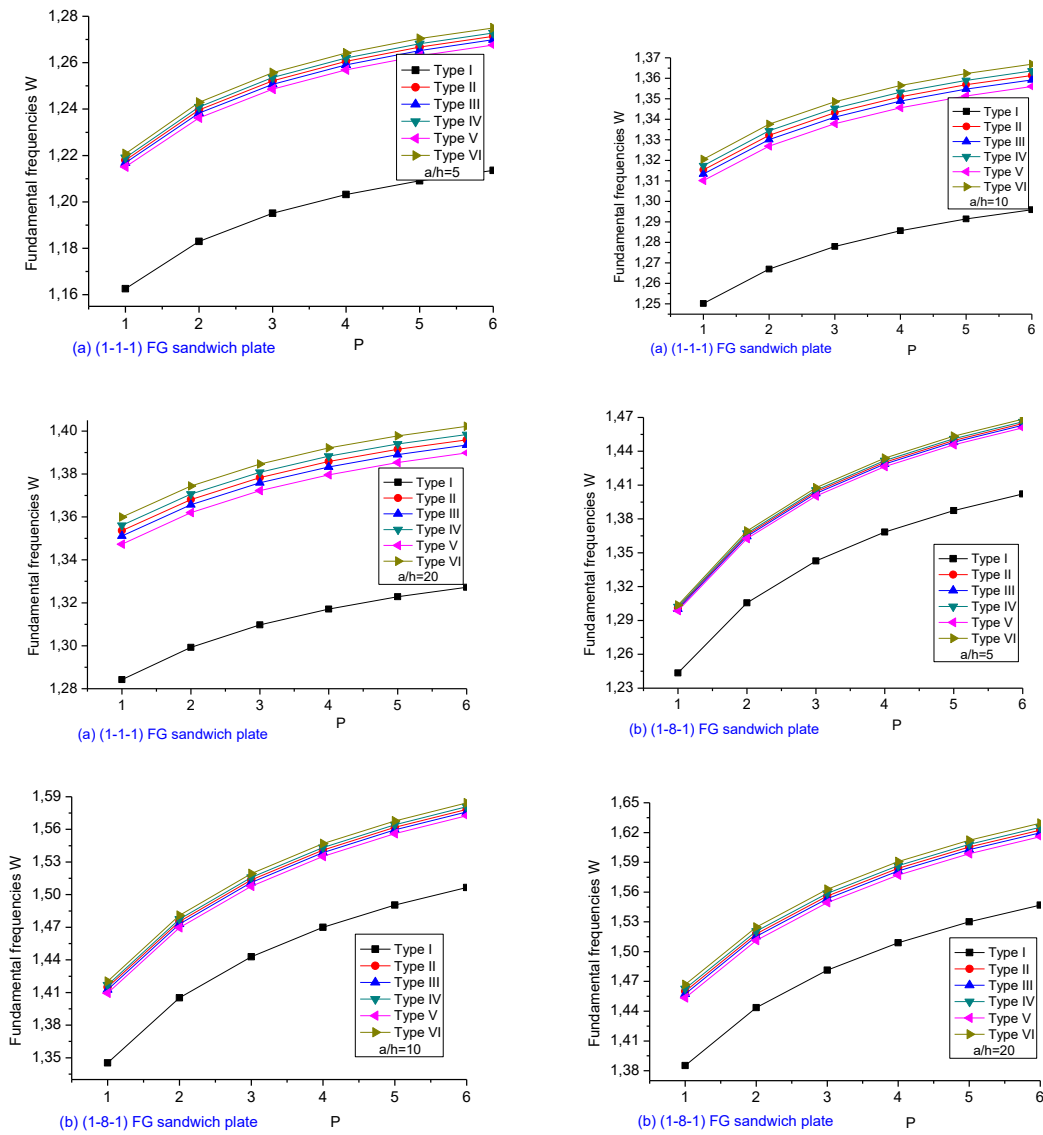 Fundamental frequencies W
1,28
1,26
1,24
1,22
1,20
1,18
1,16
Type I
Type II
Type III
Type IV
Type V
Type VI
a/h=5
1 2 3 4 5 6
P
(a) (1-1-1) FG sandwich plate
Fundamental frequencies W
1,37
1,36
1,35
1,34
1,33
1,32
1,31
1,30
1,29
1,28
1,27
1,26
1,25
Type I
Type II
Type III
Type IV
Type V
Type VI
a/h=10
1 2 3 4 5 6
P
(a) (1-1-1) FG sandwich plate
Fundamental frequencies W
1,40
1,38
1,36
1,34
1,32
1,30
1,28
Type I
Type II
Type III
Type IV
Type V
Type VI
a/h=20
1 2 3 4 5 6
P
(a) (1-1-1) FG sandwich plate
Fundamental frequencies W
1,47
1,44
1,41
1,38
1,35
1,32
1,29
1,26
1,23
Type I
Type II
Type III
Type IV
Type V
Type VI
a/h=5
1 2 3 4 5 6
P
(b) (1-8-1) FG sandwich plate
Fundamental frequencies W
1,59
1,56
1,53
1,50
1,47
1,44
1,41
1,38
1,35
Type I
Type II
Type III
Type IV
Type V
Type VI
a/h=10
1 2 3 4 5 6
P
(b) (1-8-1) FG sandwich plate
Fundamental frequencies W
1,65
1,62
1,59
1,56
1,53
1,50
1,47
1,44
1,41
1,38
Type I
Type II
Type III
Type IV
Type V
Type VI
a/h=20
1 2 3 4 5 6
P
(b) (1-8-1) FG sandwich plate